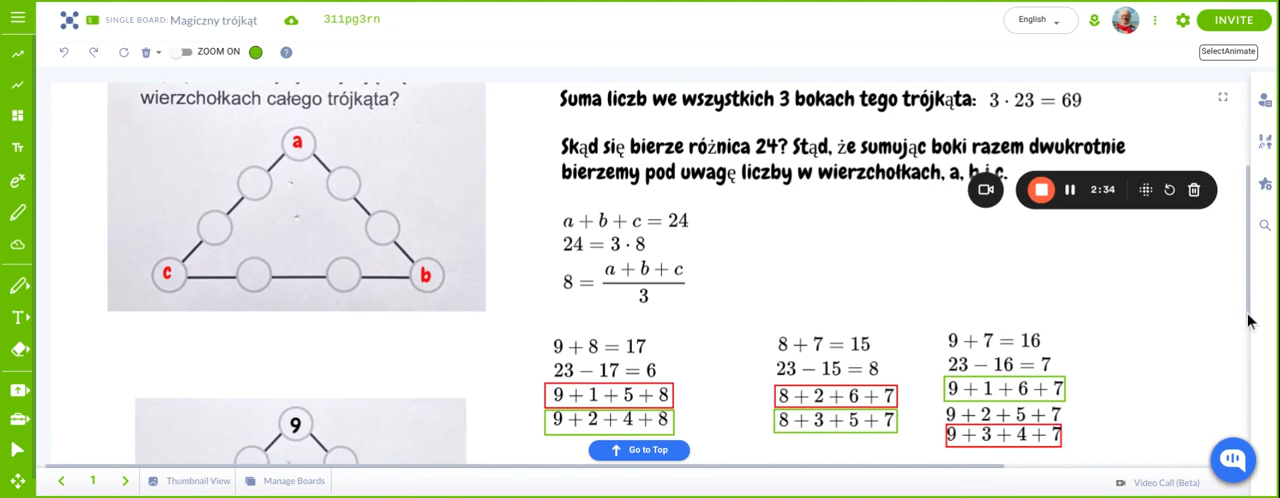 SINGLE BOARD: Magiczny trójkąt
311pg3rn
English
INVITE
ZOOM ON
SelectAnimate
wierzchołkach całego trójkąta?
a
c
b
Suma liczb we wszystkich 3 bokach tego trójkąta: 3 · 23 = 69
Skąd się bierze różnica 24? Stąd, że sumując boki razem dwukrotnie
bierzemy pod uwagę liczby w wierzchołkach, a, b i c.
2:34
a + b + c = 24
24 = 3 · 8
8 = (a + b + c) / 3
9 + 8 = 17
23 − 17 = 6
9 + 1 + 5 + 8
9 + 2 + 4 + 8
8 + 7 = 15
23 − 15 = 8
8 + 2 + 6 + 7
8 + 3 + 5 + 7
9 + 7 = 16
23 − 16 = 7
9 + 1 + 6 + 7
9 + 2 + 5 + 7
9 + 3 + 4 + 7
9
Go to Top
1
Thumbnail View
Manage Boards
Video Call (Beta)